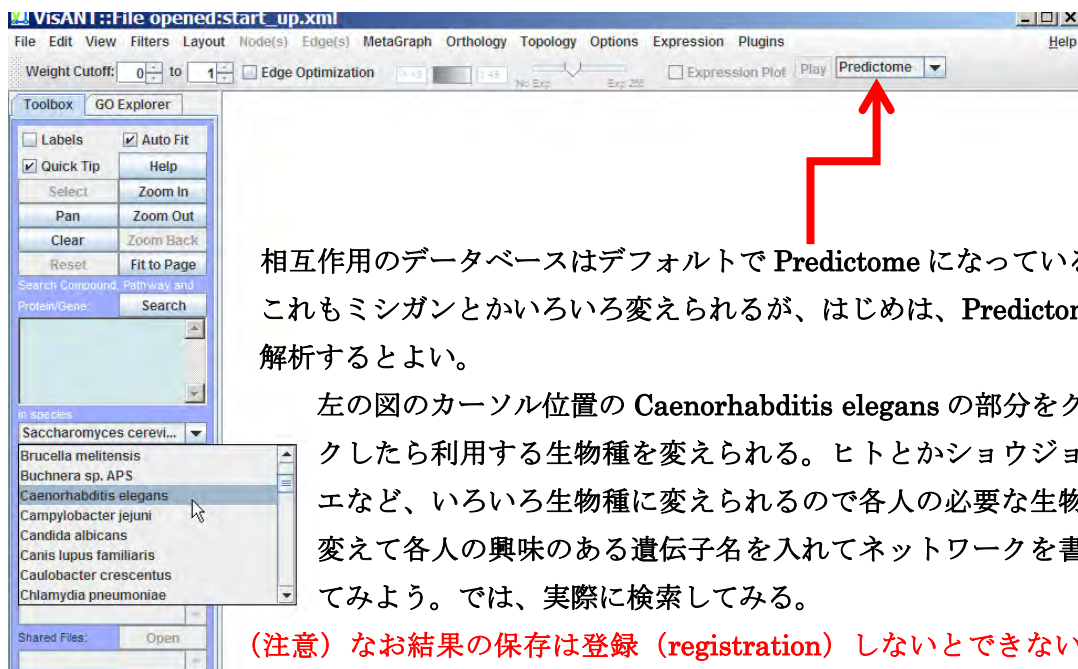 VisANT::File opened:start_up.xml
File Edit View Filters Layout Node(s) Edge(s) MetaGraph Orthology Topology Options Expression Plugins Help
Weight Cutoff: 0 to 1 Edge Optimization No Exp Exp 255 Expression Plot Play Predictome
Toolbox GO Explorer
Labels Auto Fit
Quick Tip Help
Select Zoom In
Pan Zoom Out
Clear Zoom Back
Reset Fit to Page
Search Compound, Pathway and
Protein/Gene: Search
in species
Saccharomyces cerevi...
Brucella melitensis
Buchnera sp. APS
Caenorhabditis elegans
Campylobacter jejuni
Candida albicans
Canis lupus familiaris
Caulobacter crescentus
Chlamydia pneumoniae
Shared Files: Open
相互作用のデータベースはデフォルトで Predictome になっている
これもミシガンとかいろいろ変えられるが、はじめは、Predictom
解析するとよい。
左の図のカーソル位置の Caenorhabditis elegans の部分をク
クしたら利用する生物種を変えられる。ヒトとかショウジョ
エなど、いろいろ生物種に変えられるので各人の必要な生物
変えて各人の興味のある遺伝子名を入れてネットワークを書
てみよう。では、実際に検索してみる。
（注意）なお結果の保存は登録（registration）しないとできない